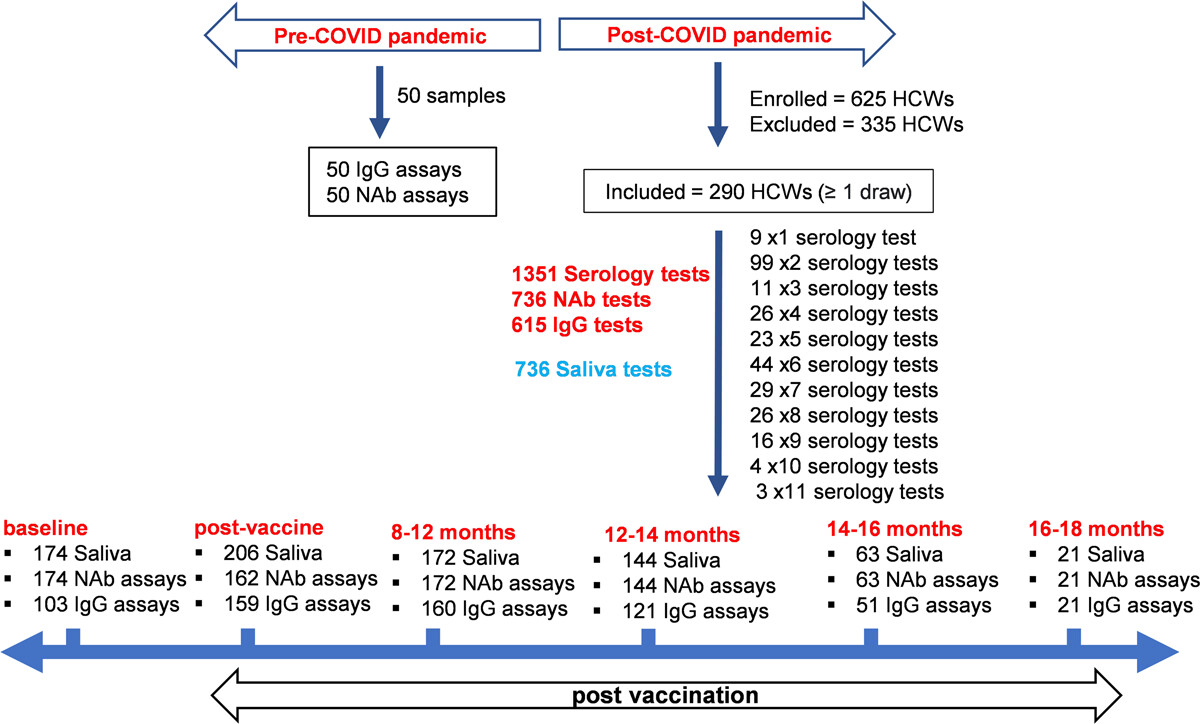 Pre-COVID pandemic
Post-COVID pandemic
50 samples
Enrolled = 625 HCWs
Excluded = 335 HCWs
50 IgG assays
50 NAb assays
Included = 290 HCWs (≥ 1 draw)
1351 Serology tests
736 NAb tests
615 IgG tests
736 Saliva tests
9 x1 serology test
99 x2 serology tests
11 x3 serology tests
26 x4 serology tests
23 x5 serology tests
44 x6 serology tests
29 x7 serology tests
26 x8 serology tests
16 x9 serology tests
4 x10 serology tests
3 x11 serology tests
baseline
▪ 174 Saliva
▪ 174 NAb assays
▪ 103 IgG assays
post-vaccine
▪ 206 Saliva
▪ 162 NAb assays
▪ 159 IgG assays
8-12 months
▪ 172 Saliva
▪ 172 NAb assays
▪ 160 IgG assays
12-14 months
▪ 144 Saliva
▪ 144 NAb assays
▪ 121 IgG assays
14-16 months
▪ 63 Saliva
▪ 63 NAb assays
▪ 51 IgG assays
16-18 months
▪ 21 Saliva
▪ 21 NAb assays
▪ 21 IgG assays
post vaccination